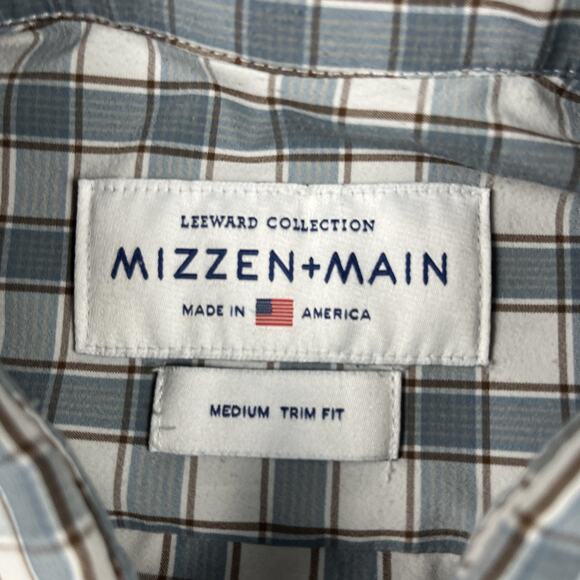 LEEWARD COLLECTION
MIZZEN+MAIN
MADE IN AMERICA
MEDIUM TRIM FIT